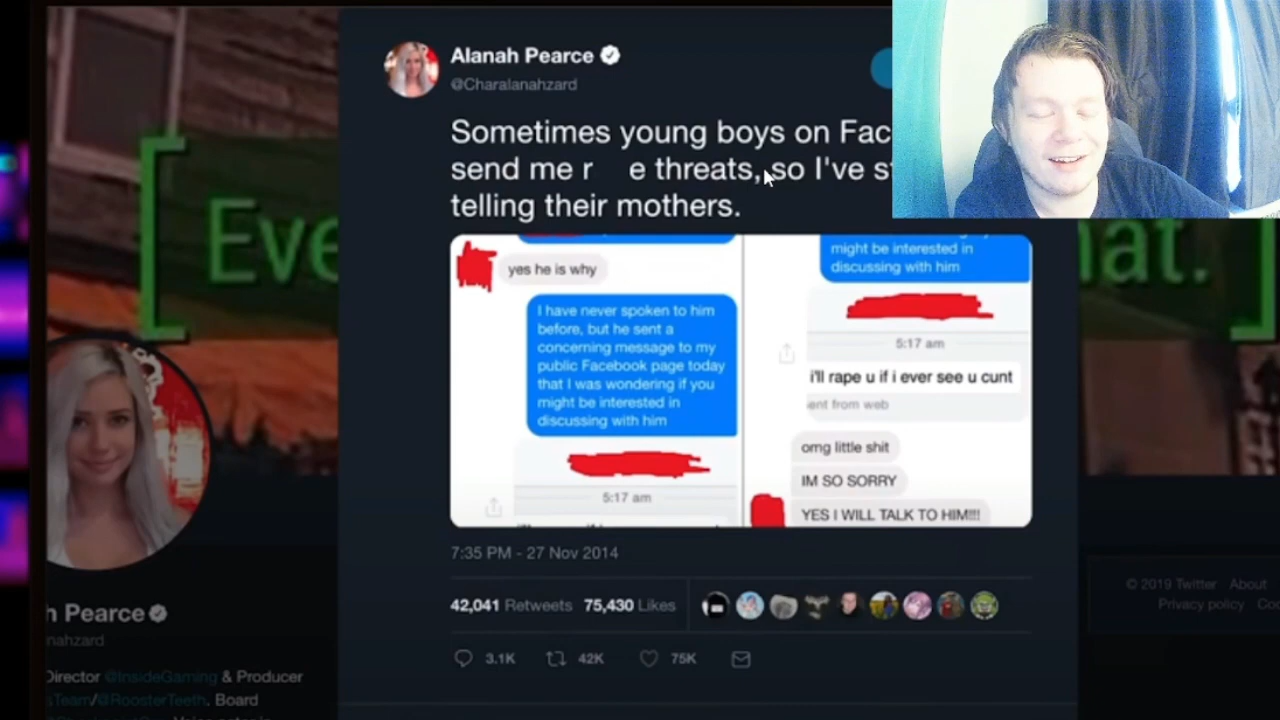 Alanah Pearce
@Charalanahzard
Sometimes young boys on Fac
send me r e threats, so I've s
telling their mothers.
Eve
hat.
yes he is why
I have never spoken to him
before, but he sent a
concerning message to my
public Facebook page today
that I was wondering if you
might be interested in
discussing with him
5:17 am
might be interested in
discussing with him
5:17 am
i'll rape u if i ever see u cunt
ent from web
omg little shit
IM SO SORRY
YES I WILL TALK TO HIM!!!
7:35 PM - 27 Nov 2014
42,041 Retweets 75,430 Likes
3.1K 42K 75K
h Pearce
nahzard
Director @InsideGaming & Producer
sTeam/@RoosterTeeth. Board
© 2019 Twitter About
Privacy policy Co